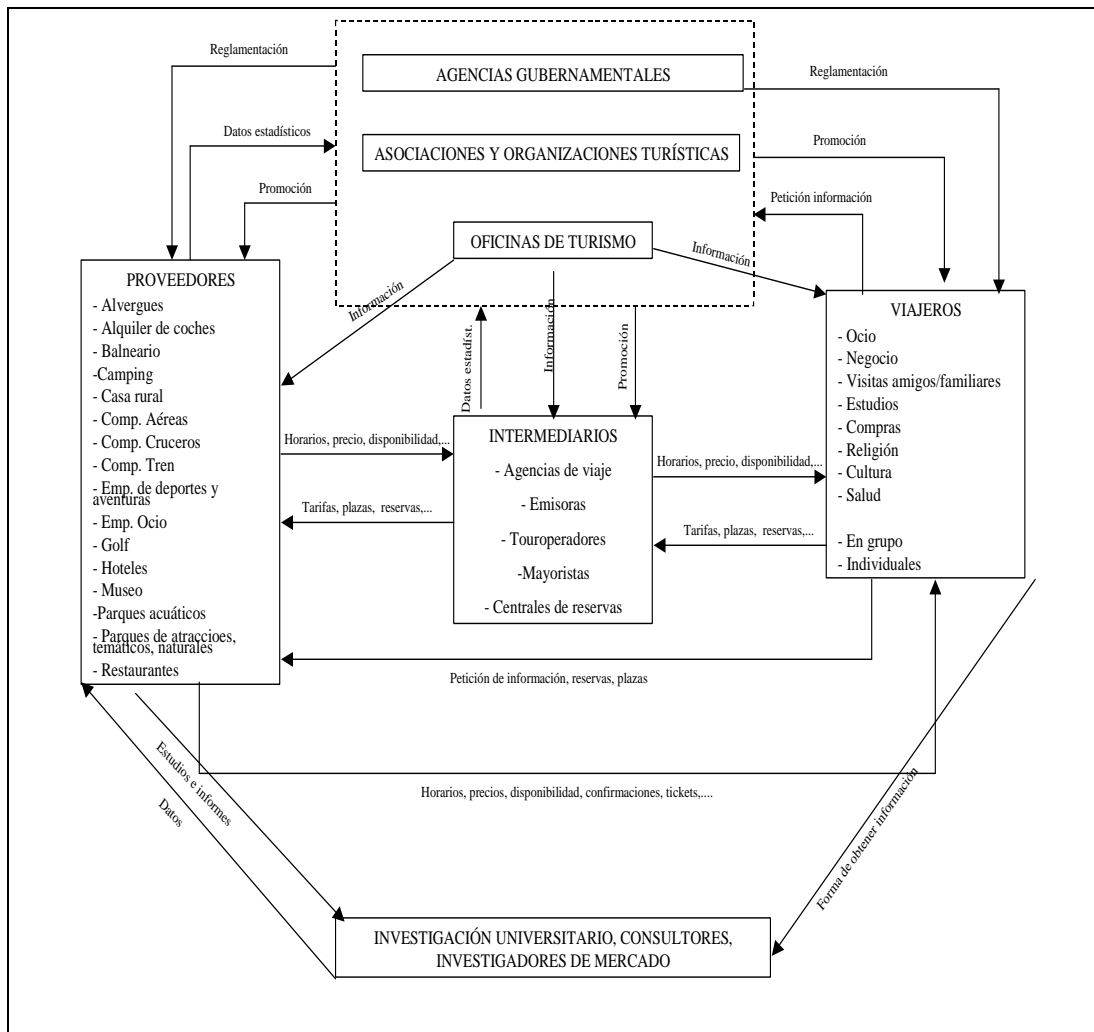 Reglamentación
AGENCIAS GUBERNAMENTALES
Reglamentación
Datos estadísticos
ASOCIACIONES Y ORGANIZACIONES TURÍSTICAS
Promoción
Promoción
Petición información
OFICINAS DE TURISMO
Información
Información
Información
Datos estadíst.
Promoción
PROVEEDORES
- Alvergues
- Alquiler de coches
- Balneario
-Camping
- Casa rural
- Comp. Aéreas
- Comp. Cruceros
- Comp. Tren
- Emp. de deportes y
aventuras
- Emp. Ocio
- Golf
- Hoteles
- Museo
-Parques acuáticos
- Parques de atraccioes,
temáticos, naturales
- Restaurantes
Horarios, precio, disponibilidad,...
Tarifas, plazas, reservas,...
INTERMEDIARIOS
- Agencias de viaje
- Emisoras
- Touroperadores
-Mayoristas
- Centrales de reservas
Horarios, precio, disponibilidad,...
Tarifas, plazas, reservas,...
VIAJEROS
- Ocio
- Negocio
- Visitas amigos/familiares
- Estudios
- Compras
- Religión
- Cultura
- Salud
- En grupo
- Individuales
Petición de información, reservas, plazas
Horarios, precios, disponibilidad, confirmaciones, tickets,....
Estudios e informes
Datos
Forma de obtener información
INVESTIGACIÓN UNIVERSITARIO, CONSULTORES,
INVESTIGADORES DE MERCADO